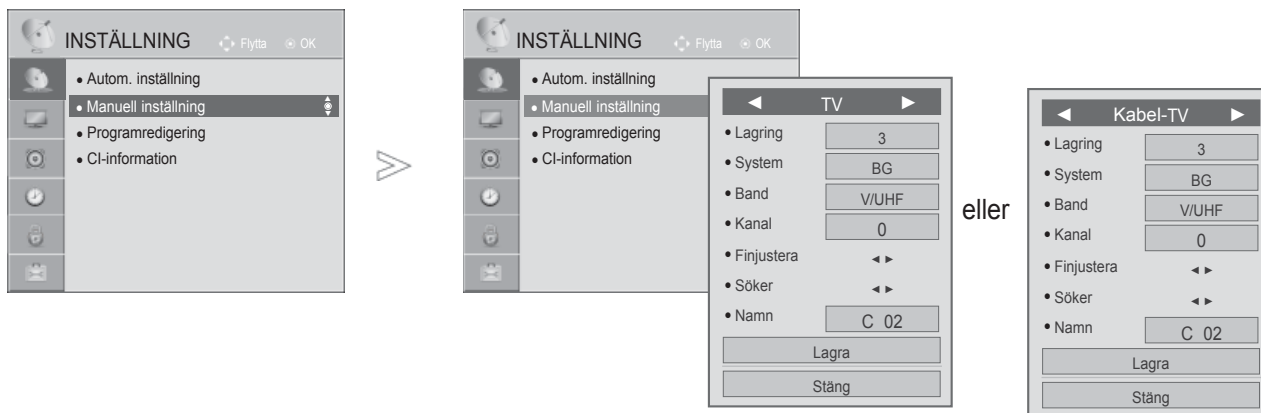 INSTÄLLNING Flytta OK
• Autom. inställning
• Manuell inställning
• Programredigering
• CI-information
INSTÄLLNING Flytta OK
• Autom. inställning
• Manuell inställning
• Programredigering
• CI-information
◄ TV ►
• Lagring 3
• System BG
• Band V/UHF
• Kanal 0
• Finjustera ◄ ►
• Söker ◄ ►
• Namn C 02
Lagra
Stäng
eller
◄ Kabel-TV ►
• Lagring 3
• System BG
• Band V/UHF
• Kanal 0
• Finjustera ◄ ►
• Söker ◄ ►
• Namn C 02
Lagra
Stäng